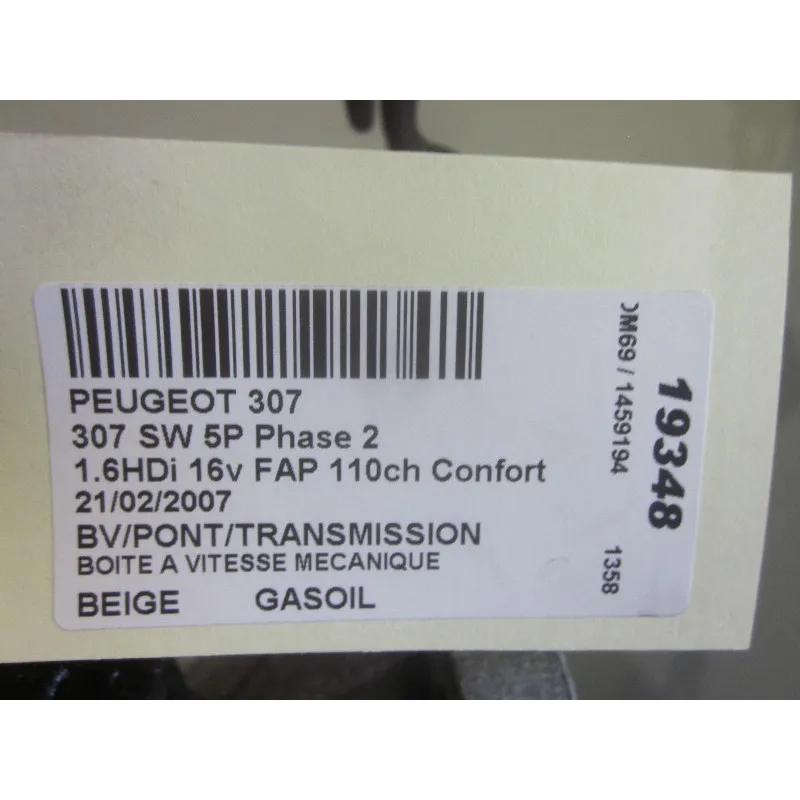 PEUGEOT 307
307 SW 5P Phase 2
1.6HDi 16v FAP 110ch Confort
21/02/2007
BV/PONT/TRANSMISSION
BOITE A VITESSE MECANIQUE
BEIGE GASOIL
OM69 / 1459194
1358
19348